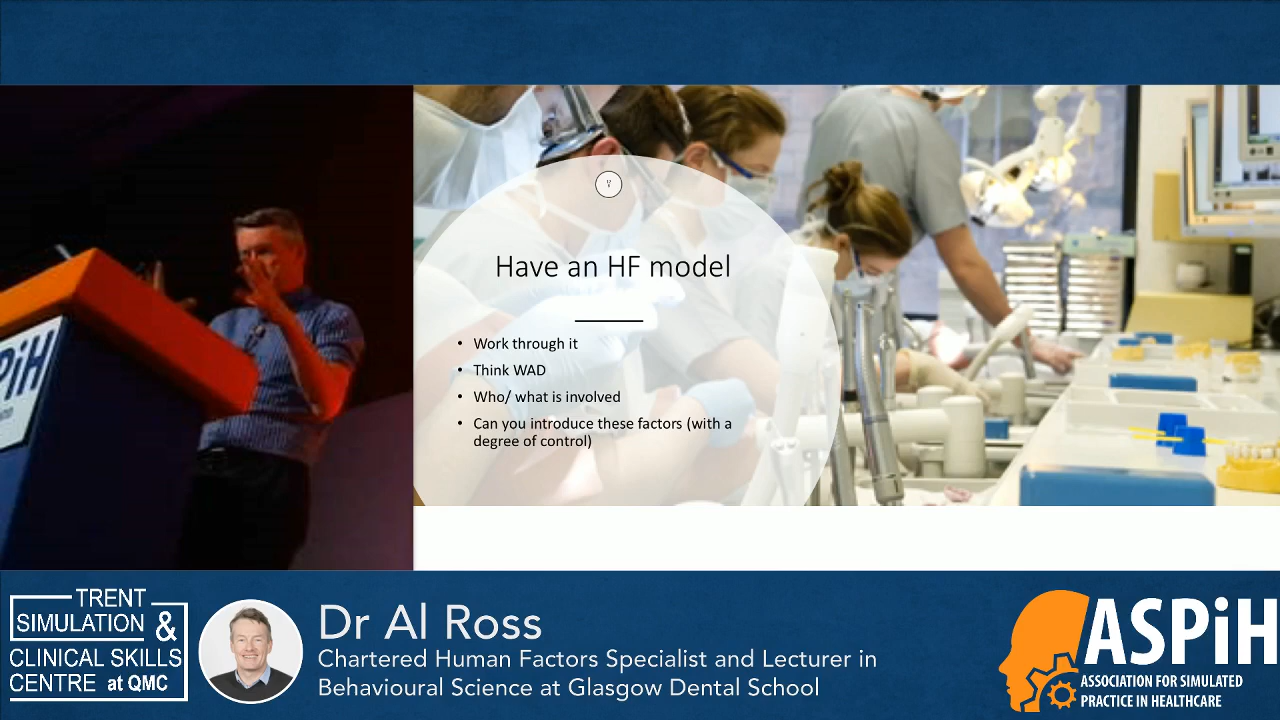 Have an HF model
• Work through it
• Think WAD
• Who/ what is involved
• Can you introduce these factors (with a
degree of control)
PiH
TRENT
SIMULATION &
CLINICAL SKILLS
CENTRE at QMC
Dr Al Ross
Chartered Human Factors Specialist and Lecturer in
Behavioural Science at Glasgow Dental School
ASPiH
ASSOCIATION FOR SIMULATED
PRACTICE IN HEALTHCARE